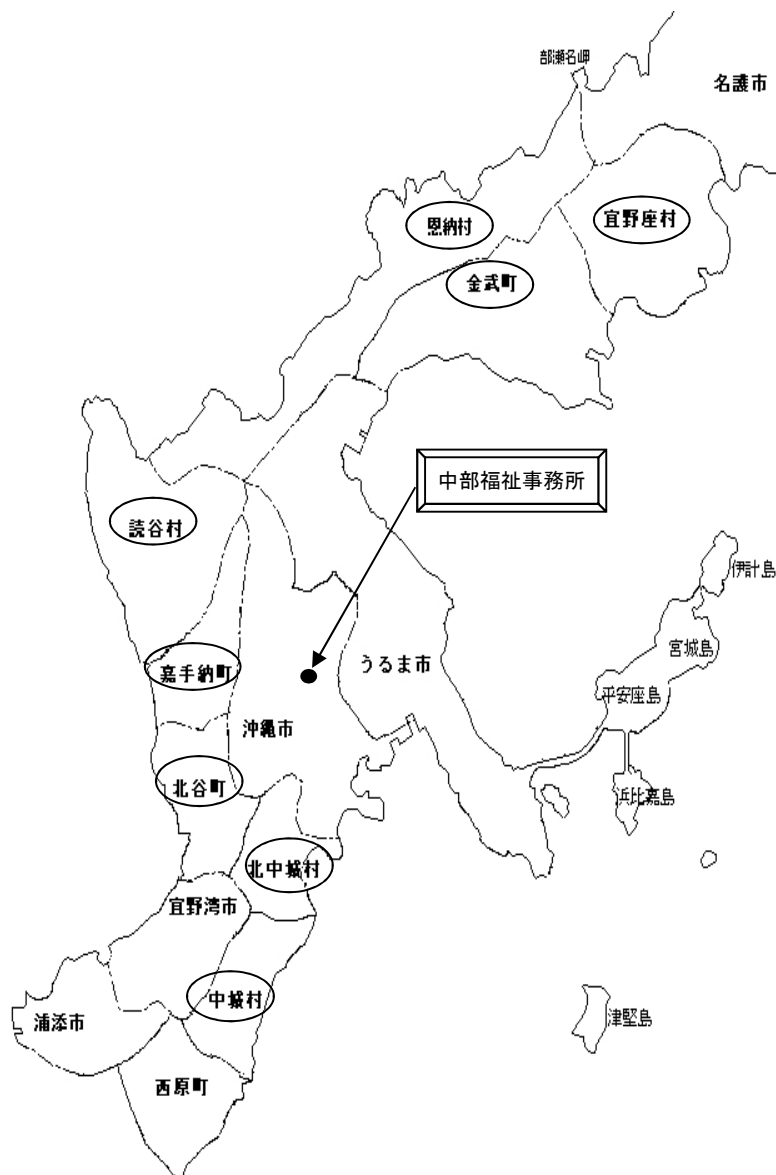 部瀬名岬
名護市
恩納村
宜野座村
金武町
中部福祉事務所
読谷村
伊計島
宮城島
嘉手納町
うるま市
平安座島
沖縄市
北谷町
浜比嘉島
北中城村
宜野湾市
中城村
浦添市
津堅島
西原町